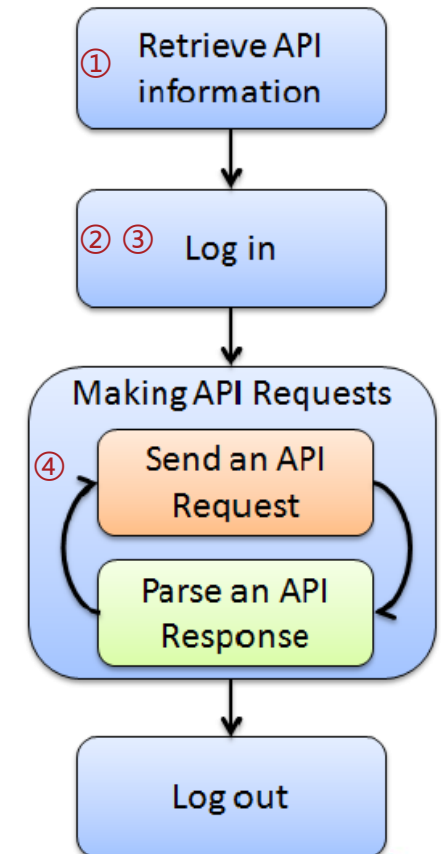 ① Retrieve API
information
② ③ Log in
Making API Requests
④ Send an API
Request
Parse an API
Response
Log out